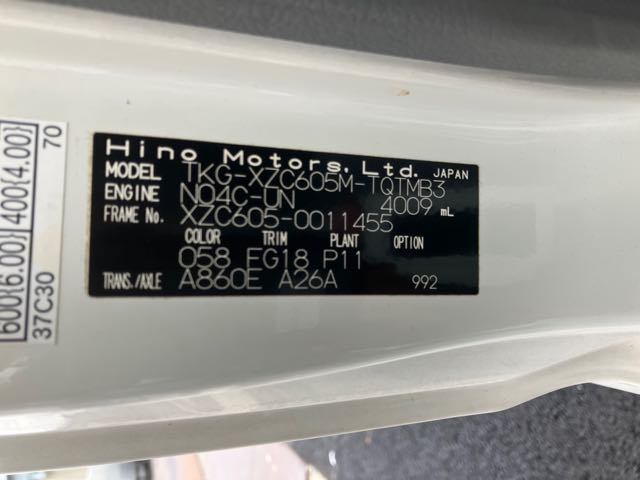 Hino Motors, Ltd. JAPAN
MODEL TKG-XZC605M-TQTMB3
ENGINE N04C-UN 4009 mL
FRAME No. XZC605-0011455
COLOR TRIM PLANT OPTION
058 FG18 P11
TRANS./AXLE A860E A26A 992
600(6.00) 400(4.00)
37C30 70